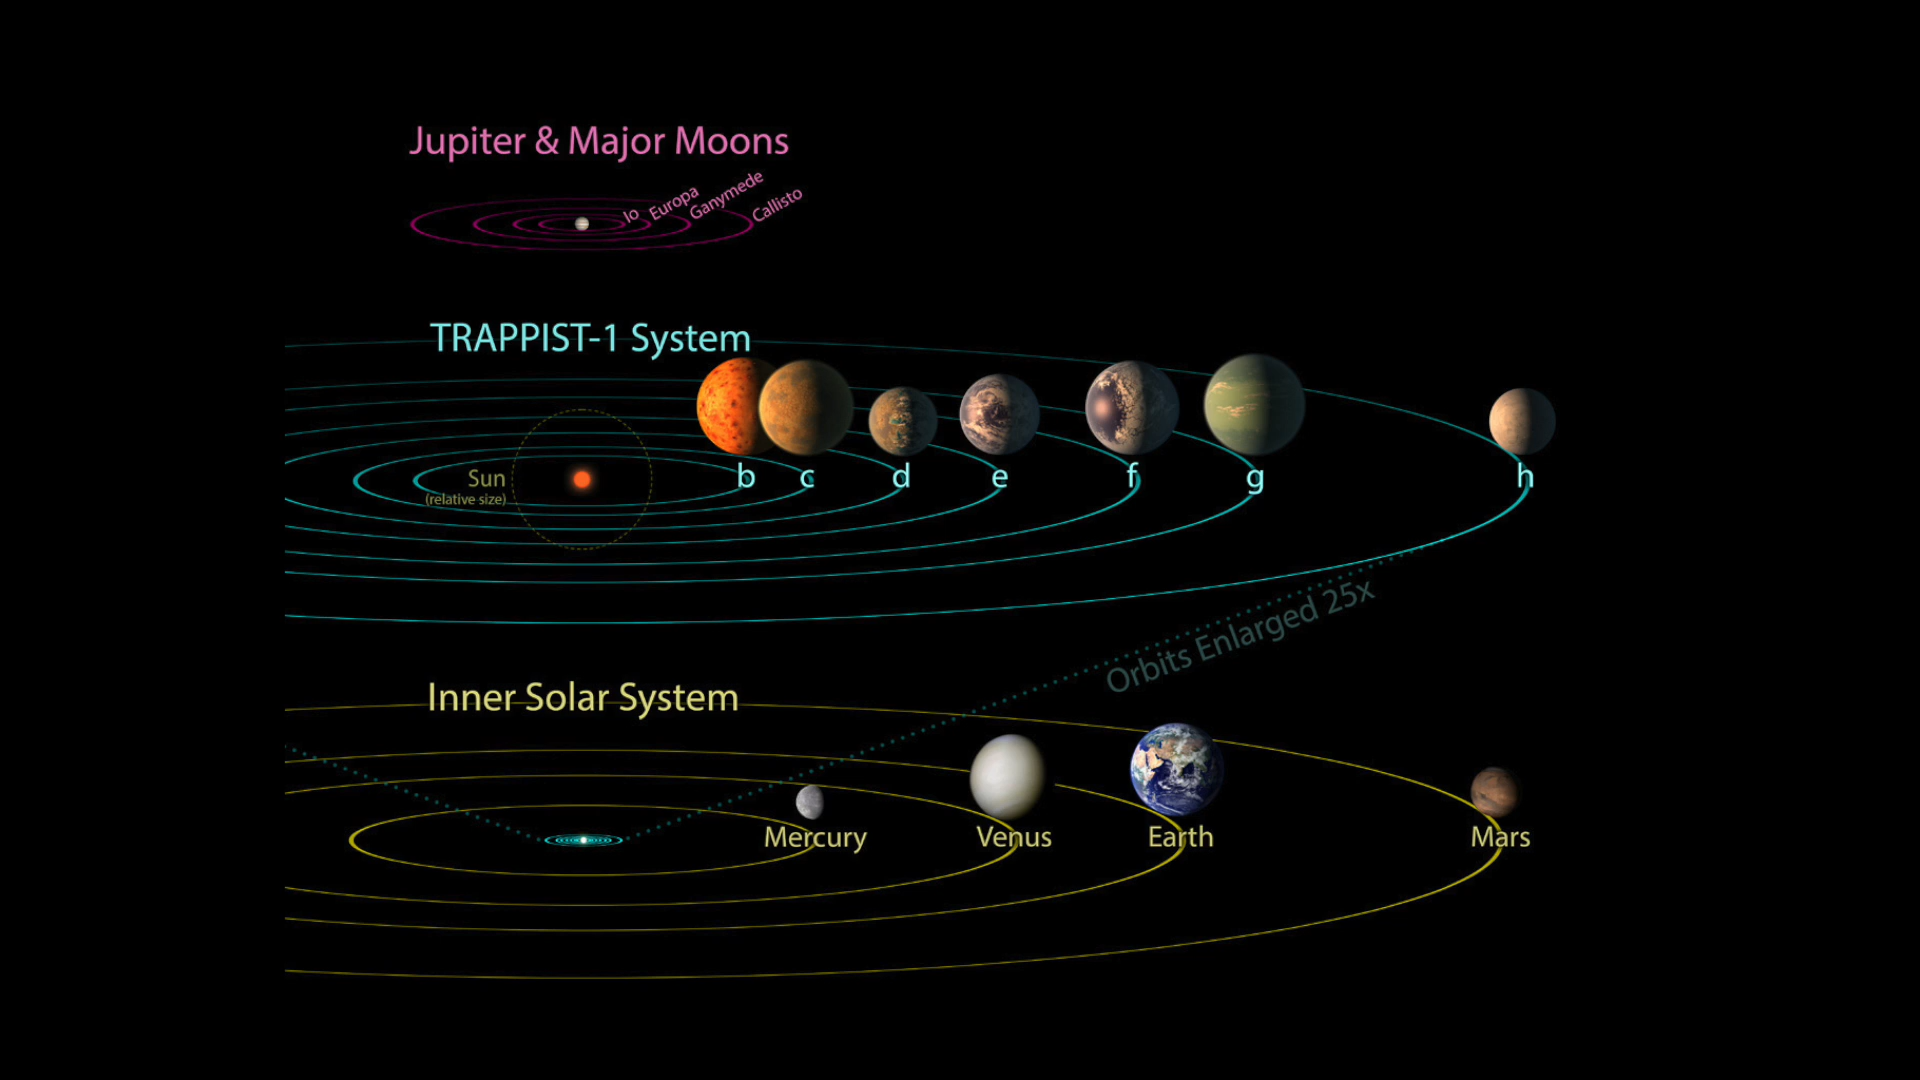 Jupiter & Major Moons
Io
Europa
Ganymede
Callisto
TRAPPIST-1 System
Sun
(relative size)
b
c
d
e
f
g
h
Orbits Enlarged 25x
Inner Solar System
Mercury
Venus
Earth
Mars